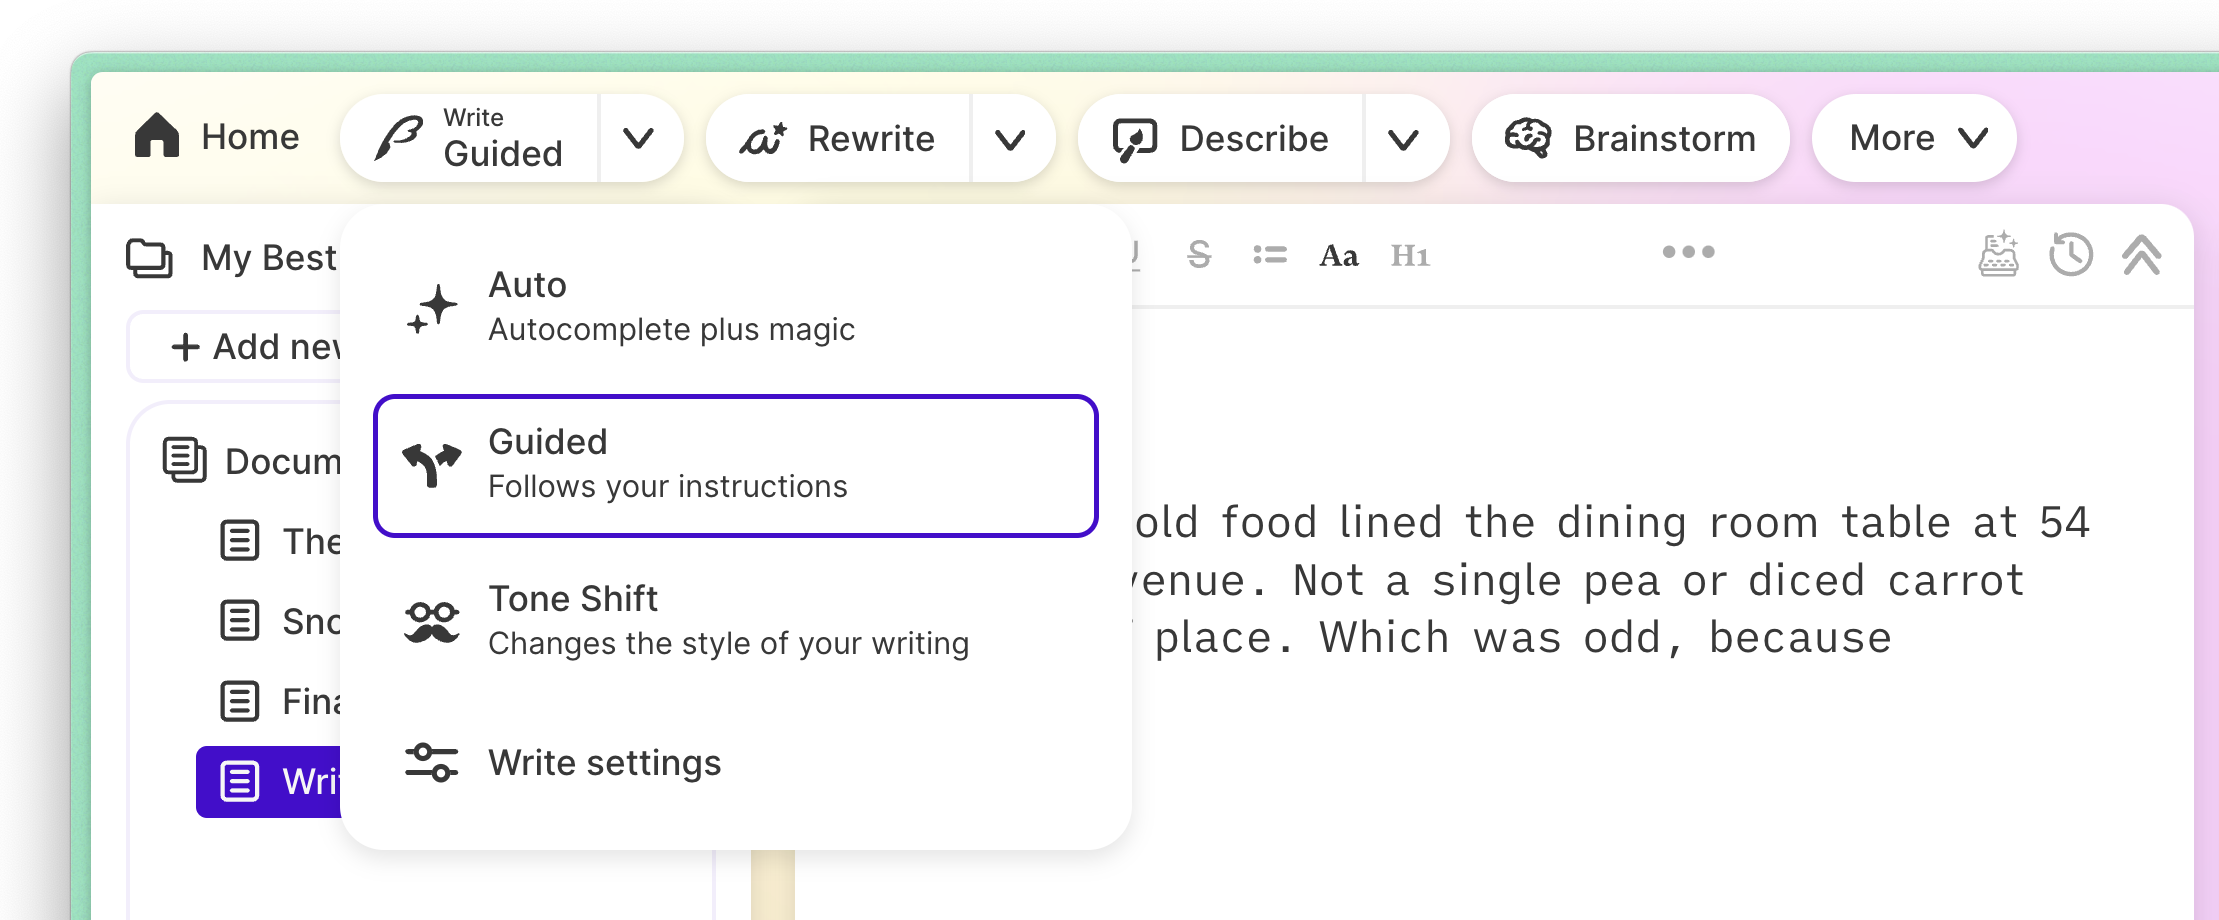 Home
Write
Guided
Rewrite
Describe
Brainstorm
More
My Best
Auto
Autocomplete plus magic
Guided
Follows your instructions
Tone Shift
Changes the style of your writing
Write settings
+ Add new
Docum
The
Sno
Fina
Writ
U S Aa H1
old food lined the dining room table at 54
venue. Not a single pea or diced carrot
place. Which was odd, because